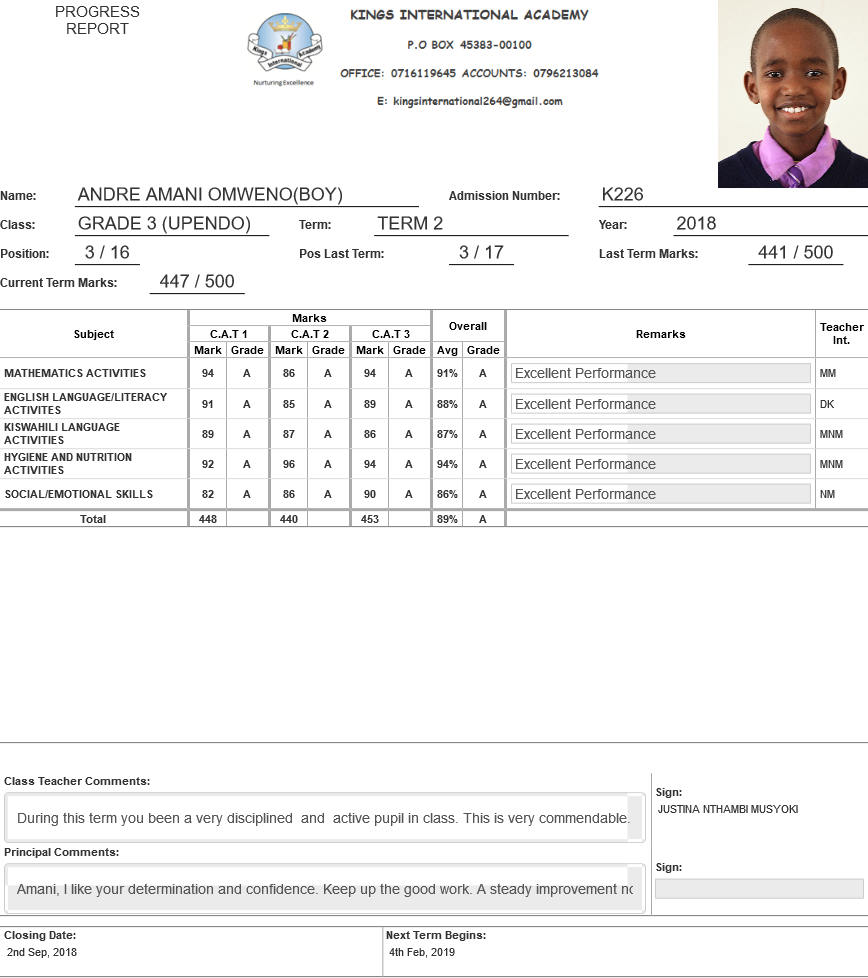 PROGRESS
REPORT
Kings International Academy
Nurturing Excellence
KINGS INTERNATIONAL ACADEMY
P.O BOX 45383-00100
OFFICE: 0716119645 ACCOUNTS: 0796213084
E: kingsinternational264@gmail.com
Name: ANDRE AMANI OMWENO(BOY) Admission Number: K226
Class: GRADE 3 (UPENDO) Term: TERM 2 Year: 2018
Position: 3 / 16 Pos Last Term: 3 / 17 Last Term Marks: 441 / 500
Current Term Marks: 447 / 500
Subject Marks Overall Remarks Teacher Int.
C.A.T 1 C.A.T 2 C.A.T 3
Mark Grade Mark Grade Mark Grade Avg Grade
MATHEMATICS ACTIVITIES 94 A 86 A 94 A 91% A Excellent Performance MM
ENGLISH LANGUAGE/LITERACY
ACTIVITES 91 A 85 A 89 A 88% A Excellent Performance DK
KISWAHILI LANGUAGE
ACTIVITIES 89 A 87 A 86 A 87% A Excellent Performance MNM
HYGIENE AND NUTRITION
ACTIVITIES 92 A 96 A 94 A 94% A Excellent Performance MNM
SOCIAL/EMOTIONAL SKILLS 82 A 86 A 90 A 86% A Excellent Performance NM
Total 448 440 453 89% A
Class Teacher Comments:
During this term you been a very disciplined and active pupil in class. This is very commendable.
Sign:
JUSTINA NTHAMBI MUSYOKI
Principal Comments:
Amani, I like your determination and confidence. Keep up the good work. A steady improvement
Sign:
Closing Date: Next Term Begins:
2nd Sep, 2018 4th Feb, 2019